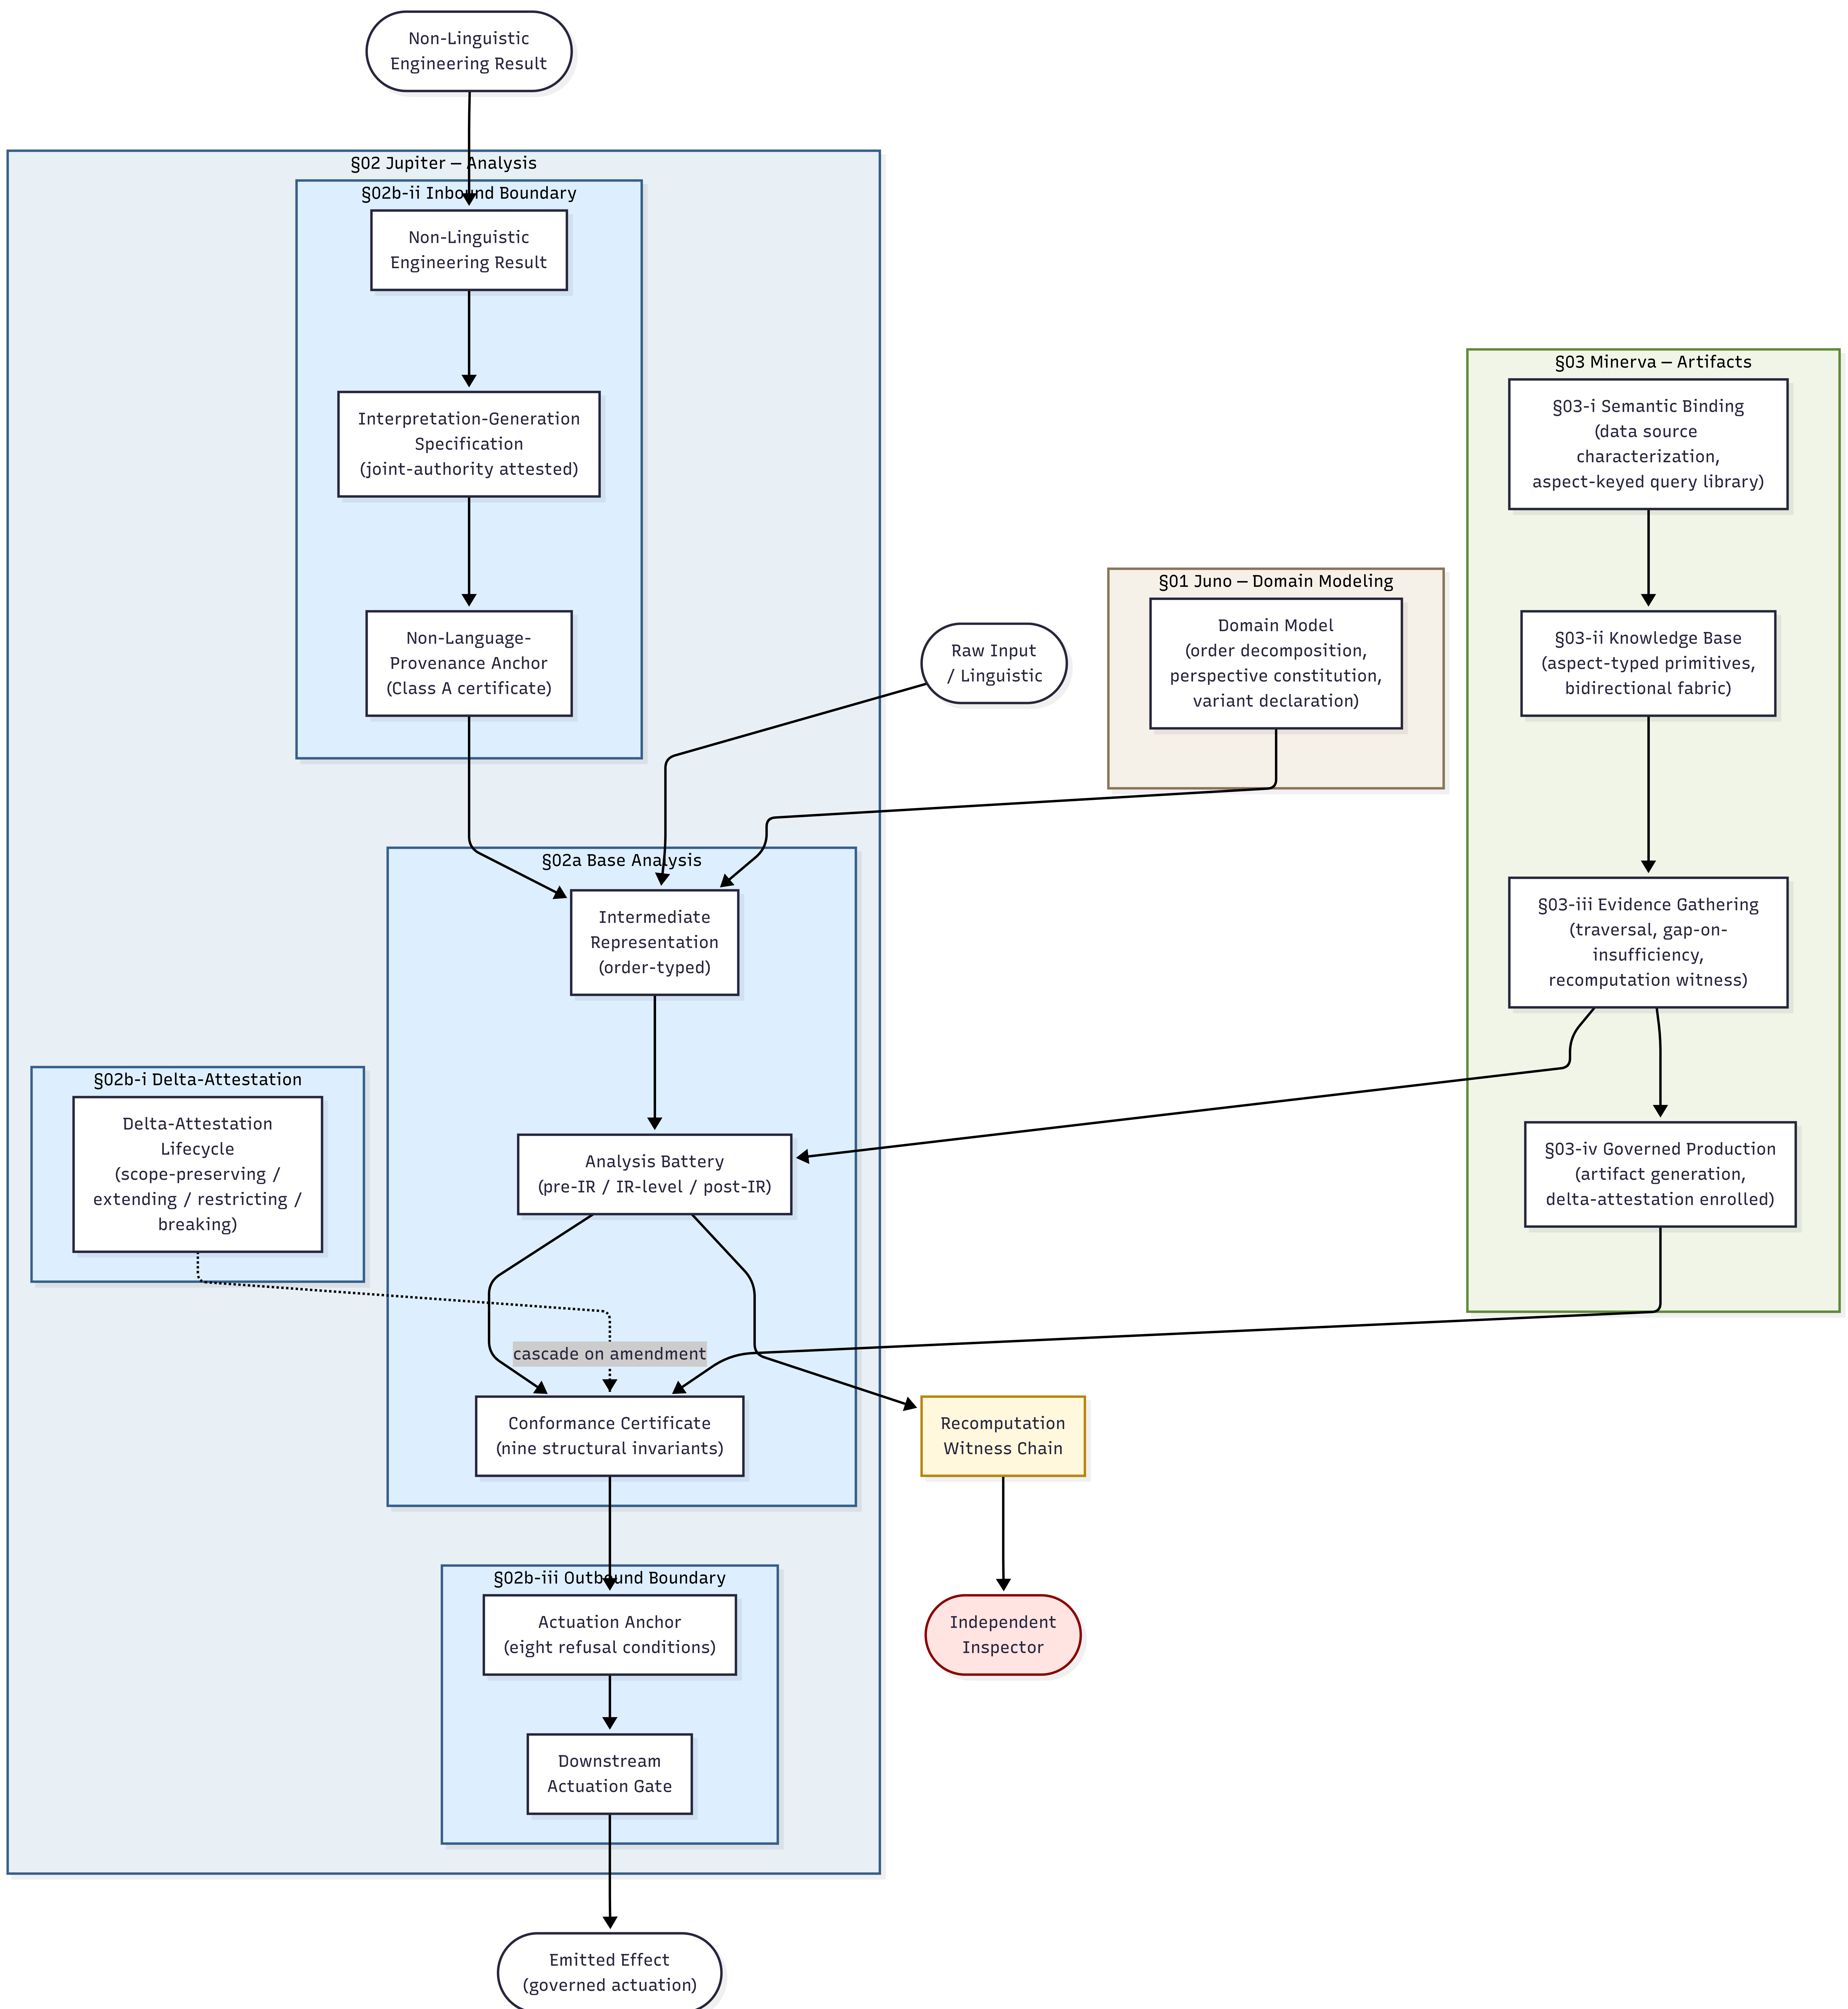 Non-Linguistic
Engineering Result
§02 Jupiter — Analysis
§02b-ii Inbound Boundary
Non-Linguistic
Engineering Result
Interpretation-Generation
Specification
(joint-authority attested)
Non-Language-
Provenance Anchor
(Class A certificate)
Raw Input
/ Linguistic
§01 Juno — Domain Modeling
Domain Model
(order decomposition,
perspective constitution,
variant declaration)
§03 Minerva — Artifacts
§03-i Semantic Binding
(data source
characterization,
aspect-keyed query library)
§03-ii Knowledge Base
(aspect-typed primitives,
bidirectional fabric)
§03-iii Evidence Gathering
(traversal, gap-on-
insufficiency,
recomputation witness)
§03-iv Governed Production
(artifact generation,
delta-attestation enrolled)
§02a Base Analysis
Intermediate
Representation
(order-typed)
§02b-i Delta-Attestation
Delta-Attestation
Lifecycle
(scope-preserving /
extending / restricting /
breaking)
Analysis Battery
(pre-IR / IR-level / post-IR)
cascade on amendment
Conformance Certificate
(nine structural invariants)
Recomputation
Witness Chain
§02b-iii Outbound Boundary
Actuation Anchor
(eight refusal conditions)
Independent
Inspector
Downstream
Actuation Gate
Emitted Effect
(governed actuation)